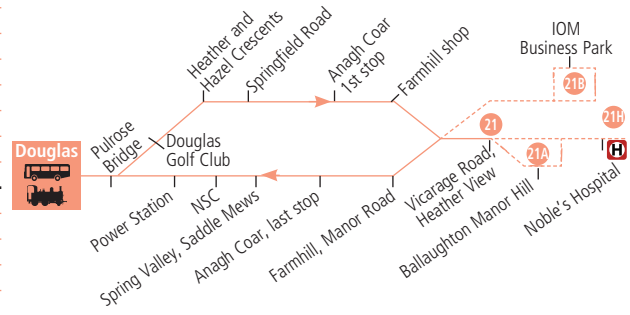 Douglas
Pulrose
Bridge
Douglas
Golf Club
Heather and
Hazel Crescents
Springfield Road
Anagh Coar
1st stop
Farmhill shop
IOM
Business Park
21B
21
21H
21A
H
Power Station
NSC
Spring Valley, Saddle Mews
Anagh Coar, last stop
Farmhill, Manor Road
Vicarage Road,
Heather View
Ballaughton Manor Hill
Noble's Hospital